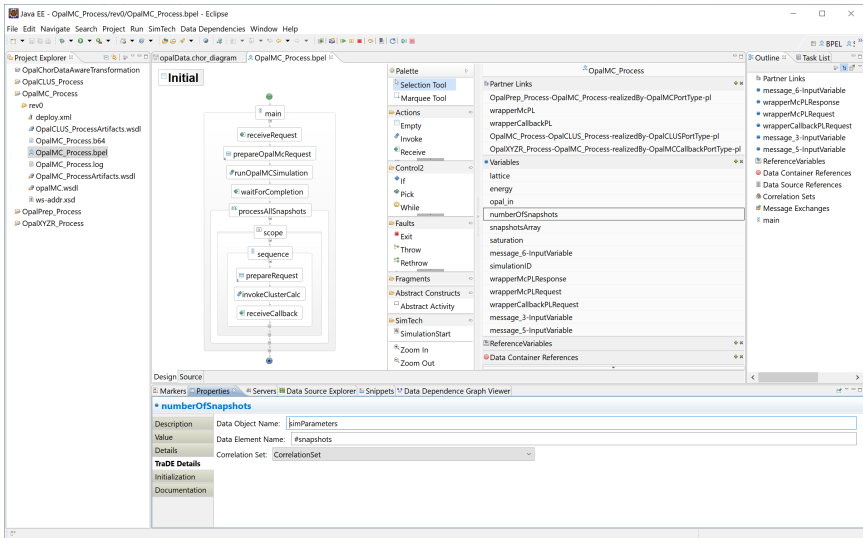 Java EE - OpalMC_Process/rev0/OpalMC_Process.bpel - Eclipse
File Edit Navigate Search Project Run SimTech Data Dependencies Window Help
BPEL
Project Explorer
OpalChorDataAwareTransformation
OpalCLUS_Process
OpalMC_Process
rev0
deploy.xml
OpalCLUS_ProcessArtifacts.wsdl
OpalMC_Process.b64
OpalMC_Process.bpel
OpalMC_Process.log
OpalMC_ProcessArtifacts.wsdl
opalMC.wsdl
ws-addr.xsd
OpalPrep_Process
OpalXYZR_Process
opalData.chor_diagram
OpalMC_Process.bpel
Initial
main
receiveRequest
prepareOpalMcRequest
runOpalMCSimulation
waitForCompletion
processAllSnapshots
scope
sequence
prepareRequest
invokeClusterCalc
receiveCallback
Design Source
Palette
Selection Tool
Marquee Tool
Actions
Empty
Invoke
Receive
Control2
If
Pick
While
Faults
Exit
Throw
Rethrow
Fragments
Abstract Constructs
Abstract Activity
SimTech
SimulationStart
Zoom In
Zoom Out
OpalMC_Process
Partner Links
OpalPrep_Process-OpalMC_Process-realizedBy-OpalMCPortType-pl
wrapperMcPL
wrapperCallbackPL
OpalMC_Process-OpalCLUS_Process-realizedBy-OpalCLUSPortType-pl
OpalXYZR_Process-OpalMC_Process-realizedBy-OpalMCCallbackPortType-pl
Variables
lattice
energy
opal_in
numberOfSnapshots
snapshotsArray
saturation
message_6-InputVariable
simulationID
wrapperMcPLResponse
wrapperMcPLRequest
wrapperCallbackPLRequest
message_3-InputVariable
message_5-InputVariable
ReferenceVariables
Data Container References
Outline
Task List
Partner Links
message_6-InputVariable
wrapperMcPLResponse
wrapperMcPLRequest
wrapperCallbackPLRequest
message_3-InputVariable
message_5-InputVariable
ReferenceVariables
Data Container References
Data Source References
Correlation Sets
Message Exchanges
main
Markers Properties Servers Data Source Explorer Snippets Data Dependence Graph Viewer
numberOfSnapshots
Description
Value
Details
TraDE Details
Initialization
Documentation
Data Object Name: simParameters
Data Element Name: #snapshots
Correlation Set: CorrelationSet